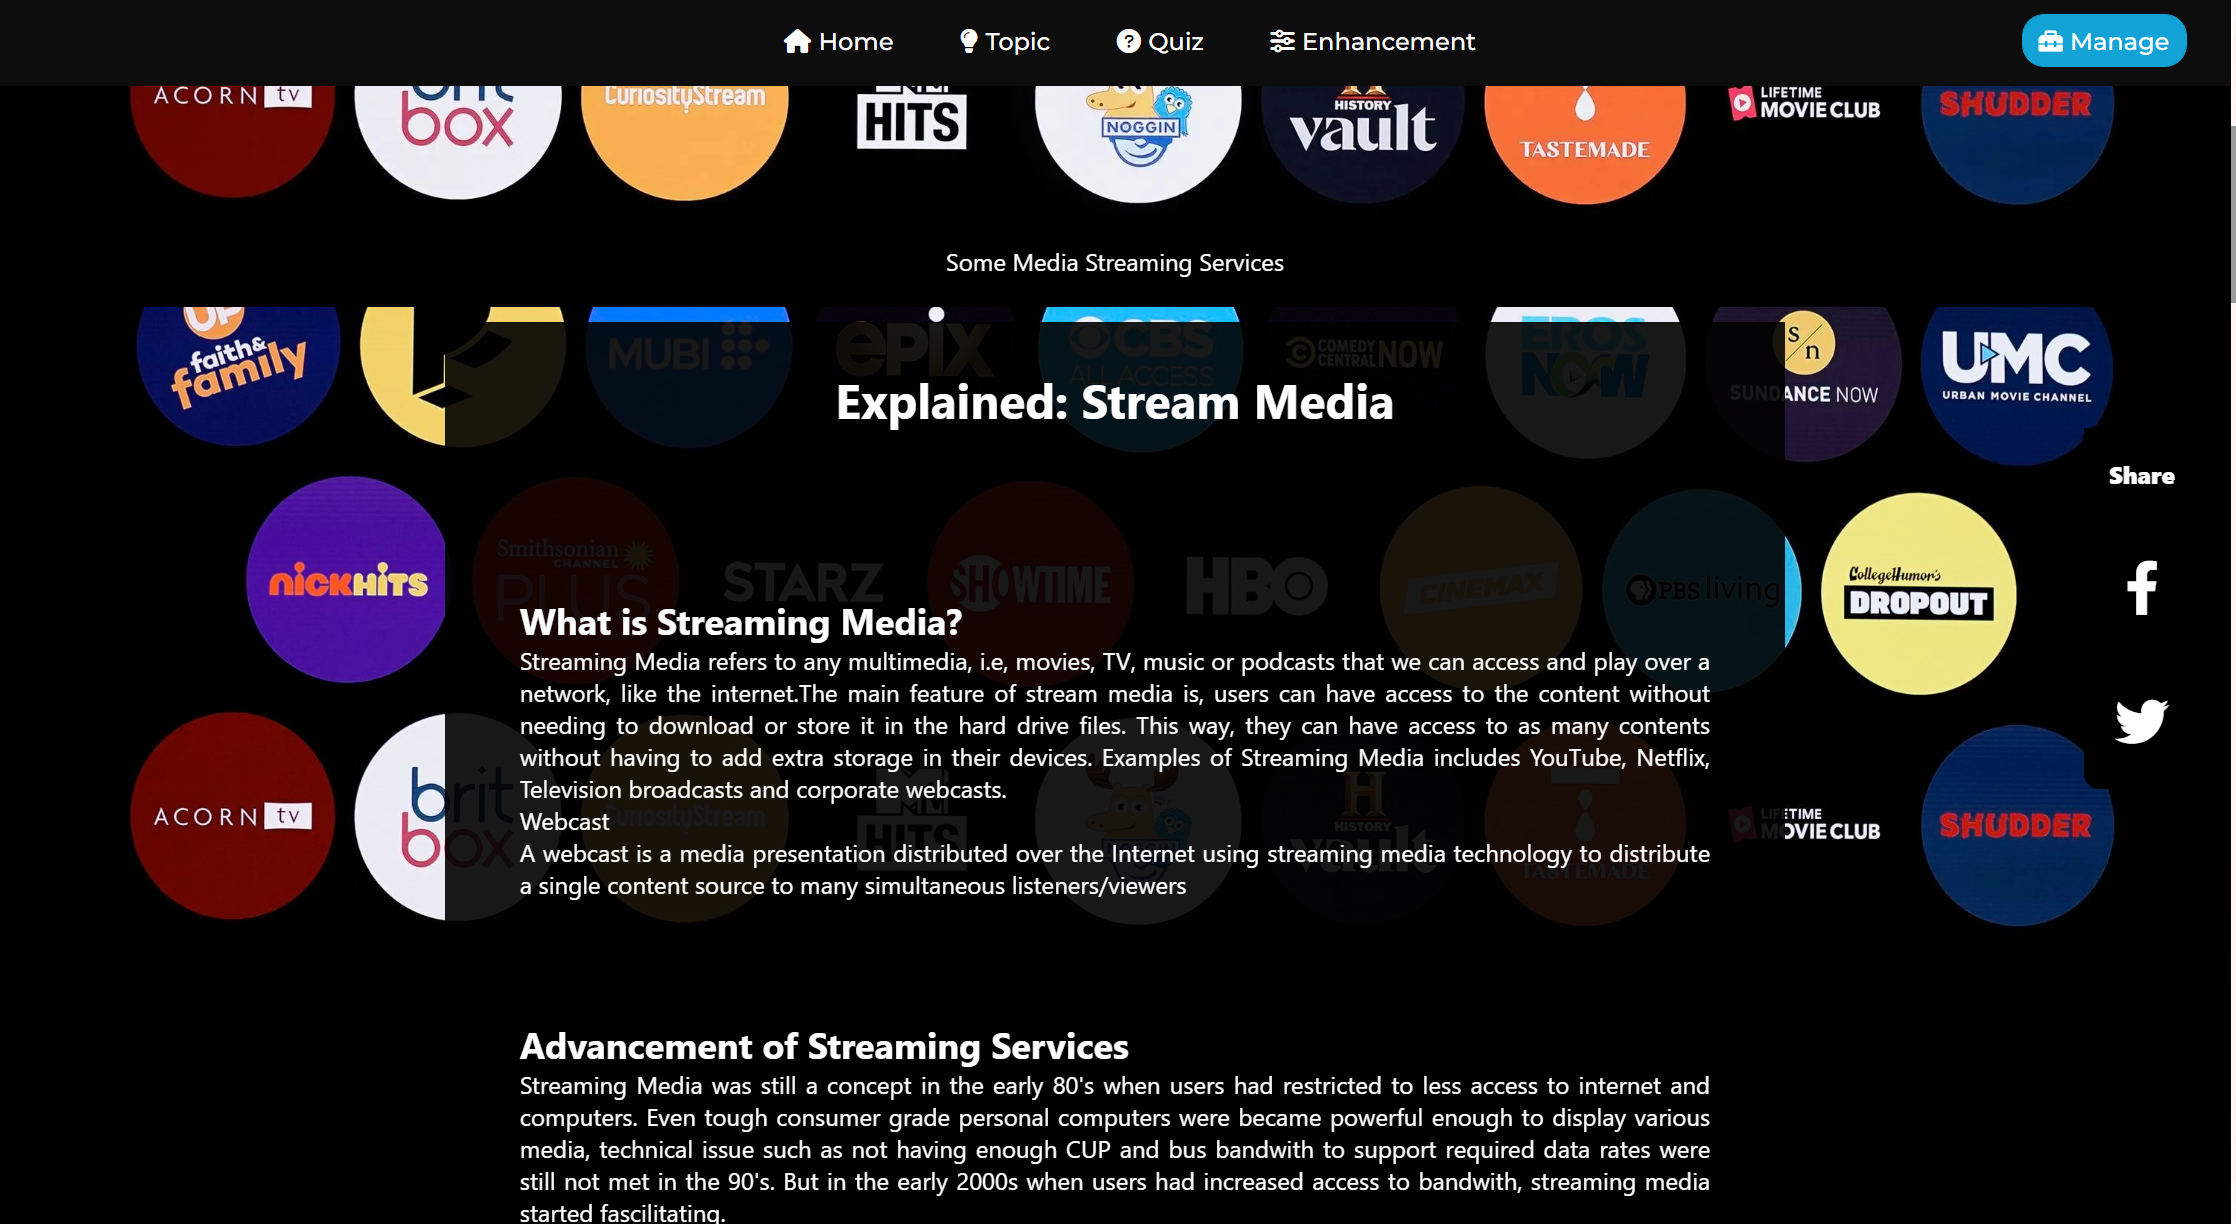 Home Topic Quiz Enhancement Manage
ACORN tv
brit box
CuriosityStream
HITS
NOGGIN
HISTORY vault
TASTEMADE
LIFETIME MOVIE CLUB
SHUDDER
Some Media Streaming Services
UP faith& family
MUBI
epix
CBS ALL ACCESS
COMEDY CENTRAL NOW
EROS NOW
sn SUNDANCE NOW
UMC URBAN MOVIE CHANNEL
Explained: Stream Media
Share
nickHits
Smithsonian CHANNEL PLUS
STARZ
SHOWTIME
HBO
CINEMAX
PBS living
CollegeHumor's DROPOUT
What is Streaming Media?
Streaming Media refers to any multimedia, i.e, movies, TV, music or podcasts that we can access and play over a
network, like the internet.The main feature of stream media is, users can have access to the content without
needing to download or store it in the hard drive files. This way, they can have access to as many contents
without having to add extra storage in their devices. Examples of Streaming Media includes YouTube, Netflix,
Television broadcasts and corporate webcasts.
Webcast
A webcast is a media presentation distributed over the Internet using streaming media technology to distribute
a single content source to many simultaneous listeners/viewers
ACORN tv
brit box
CuriosityStream
HITS
NOGGIN
H HISTORY vault
TASTEMADE
LIFETIME MOVIE CLUB
SHUDDER
Advancement of Streaming Services
Streaming Media was still a concept in the early 80's when users had restricted to less access to internet and
computers. Even tough consumer grade personal computers were became powerful enough to display various
media, technical issue such as not having enough CUP and bus bandwith to support required data rates were
still not met in the 90's. But in the early 2000s when users had increased access to bandwith, streaming media
started fascilitating.